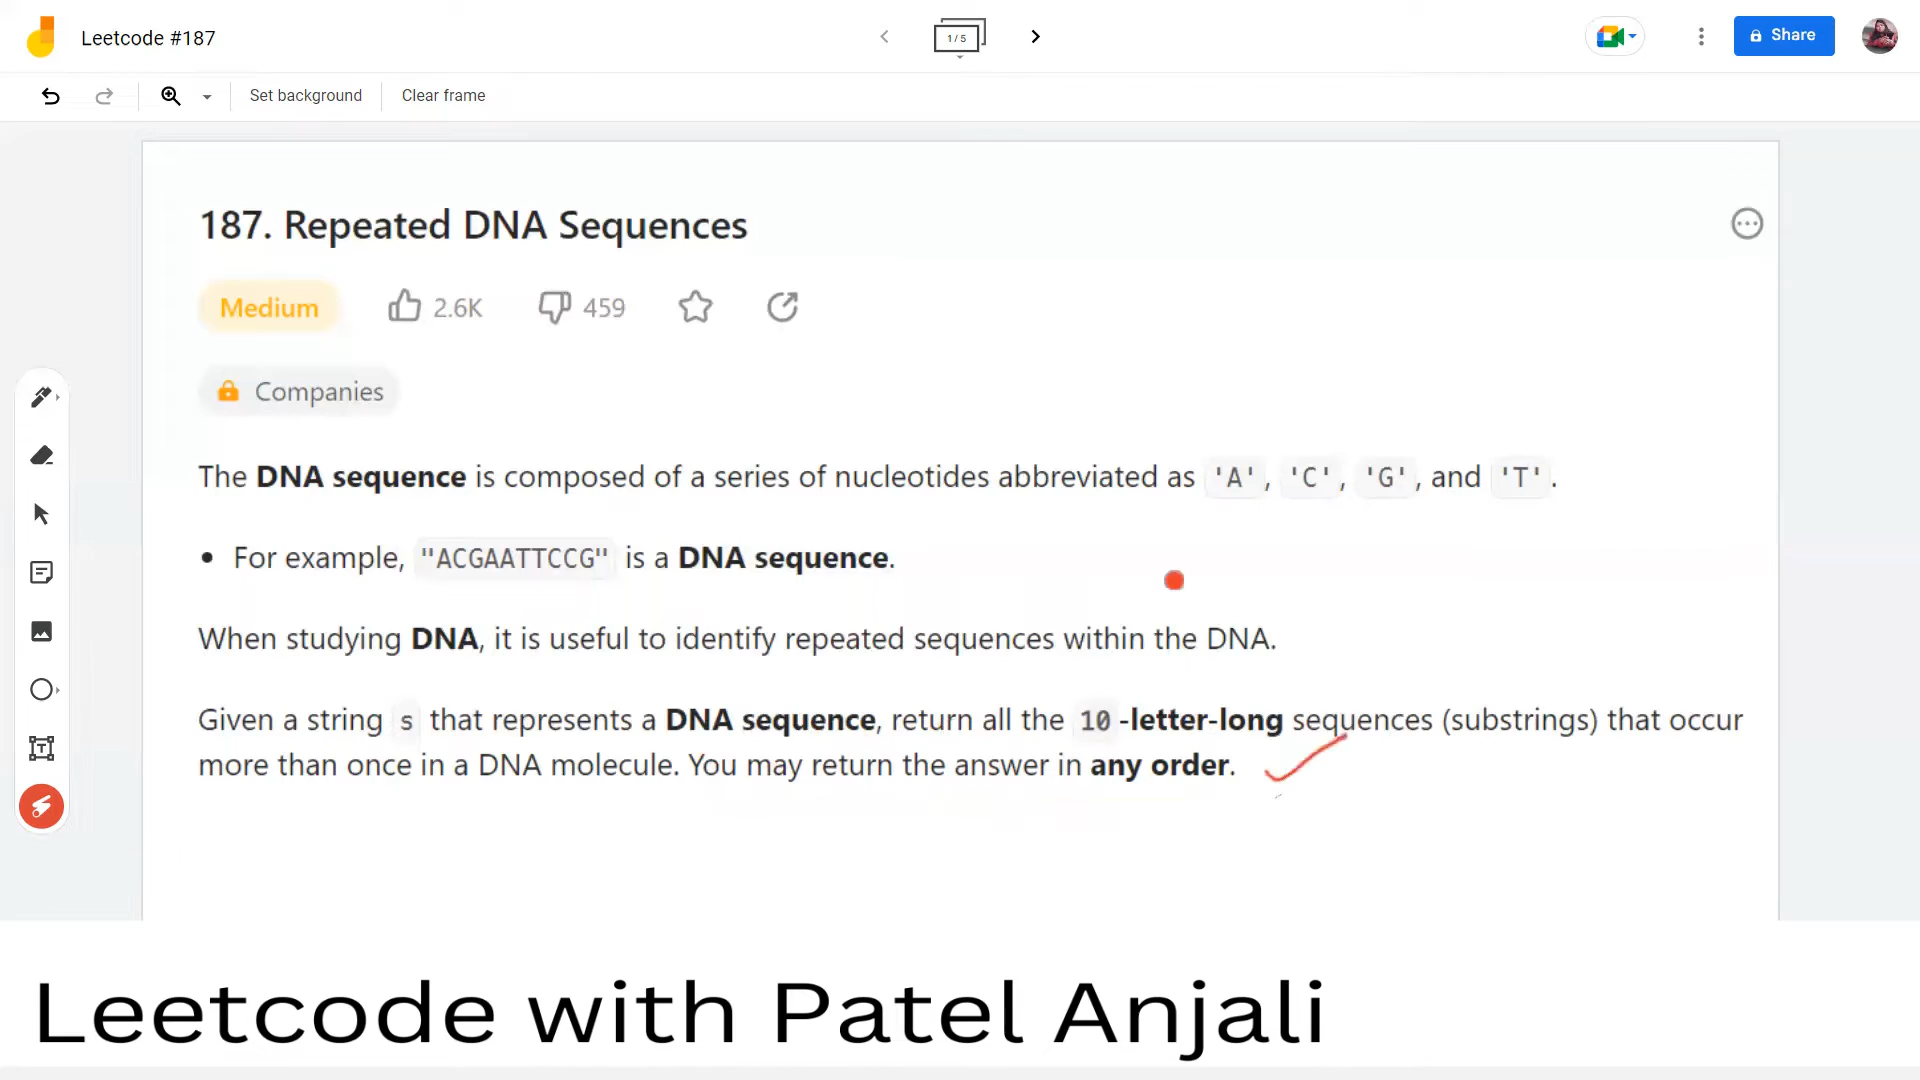 Leetcode #187
1 / 5
Share
Set background
Clear frame
187. Repeated DNA Sequences
Medium
2.6K
459
Companies
The DNA sequence is composed of a series of nucleotides abbreviated as 'A', 'C', 'G', and 'T'.
• For example, "ACGAATTCCG" is a DNA sequence.
When studying DNA, it is useful to identify repeated sequences within the DNA.
Given a string s that represents a DNA sequence, return all the 10-letter-long sequences (substrings) that occur
more than once in a DNA molecule. You may return the answer in any order.
Leetcode with Patel Anjali